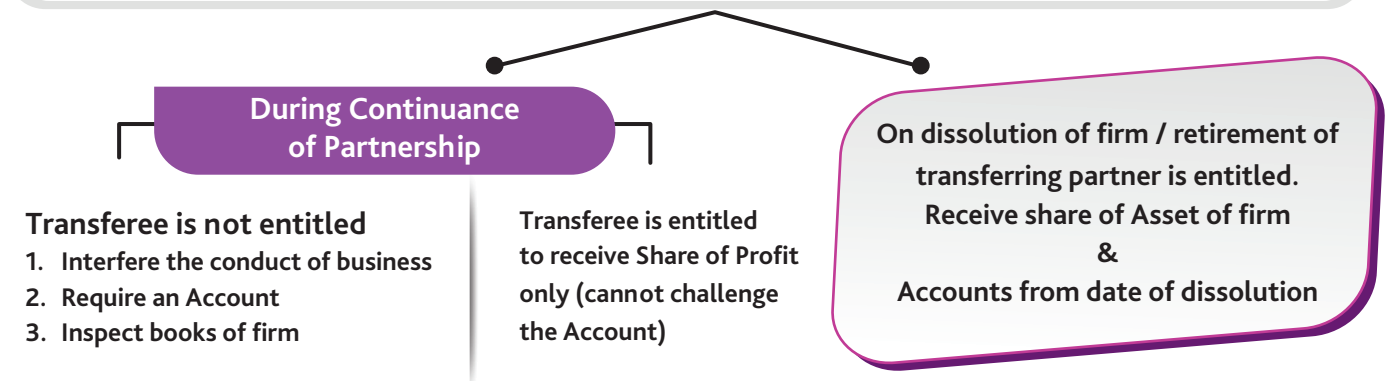 During Continuance
of Partnership
Transferee is not entitled
1. Interfere the conduct of business
2. Require an Account
3. Inspect books of firm
Transferee is entitled
to receive Share of Profit
only (cannot challenge
the Account)
On dissolution of firm / retirement of
transferring partner is entitled.
Receive share of Asset of firm
&
Accounts from date of dissolution